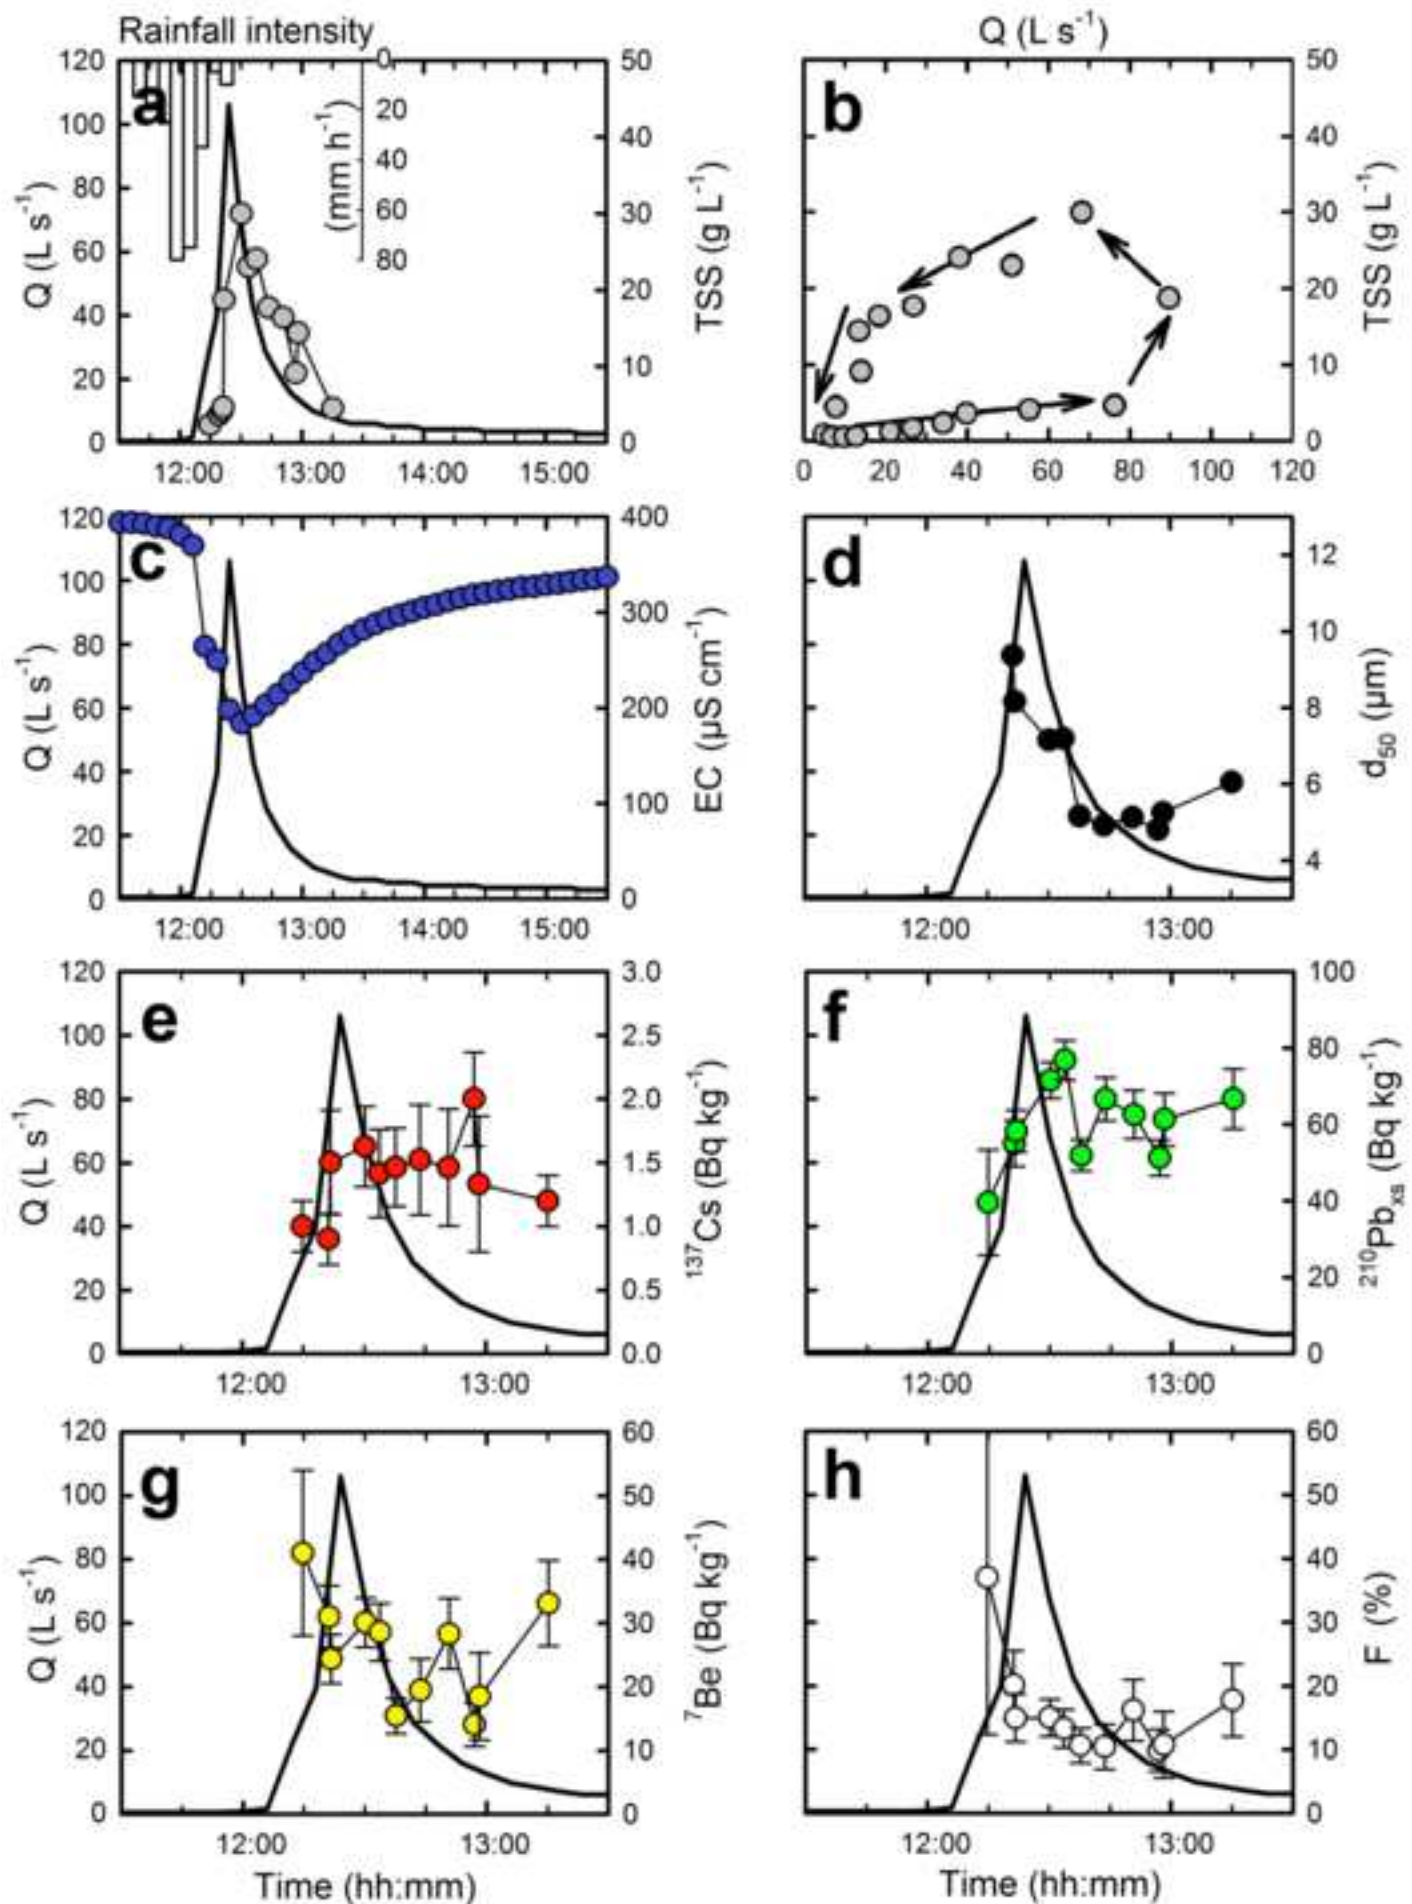 Rainfall intensity
Q (L s⁻¹)
120 0 50 50
a b
100 20 40 40
80 40 30 30
Q (L s⁻¹) (mm h⁻¹) TSS (g L⁻¹) TSS (g L⁻¹)
60 60 20 20
40 80 10 10
20
0 0 0
12:00 13:00 14:00 15:00 0 20 40 60 80 100 120
120 400 12
c d
100 300 10
80
Q (L s⁻¹) EC (µS cm⁻¹) d₅₀ (µm)
60 200 8
40 100 6
20 4
0 0
12:00 13:00 14:00 15:00 12:00 13:00
120 3.0 100
e f
100 2.5 80
80 2.0 60
Q (L s⁻¹) ¹³⁷Cs (Bq kg⁻¹) ²¹⁰Pbₓₛ (Bq kg⁻¹)
60 1.5 40
40 1.0 20
20 0.5
0 0.0 0
12:00 13:00 12:00 13:00
120 60 60
g h
100 50 50
80 40 40
Q (L s⁻¹) ⁷Be (Bq kg⁻¹) F (%)
60 30 30
40 20 20
20 10 10
0 0 0
12:00 13:00 12:00 13:00
Time (hh:mm) Time (hh:mm)